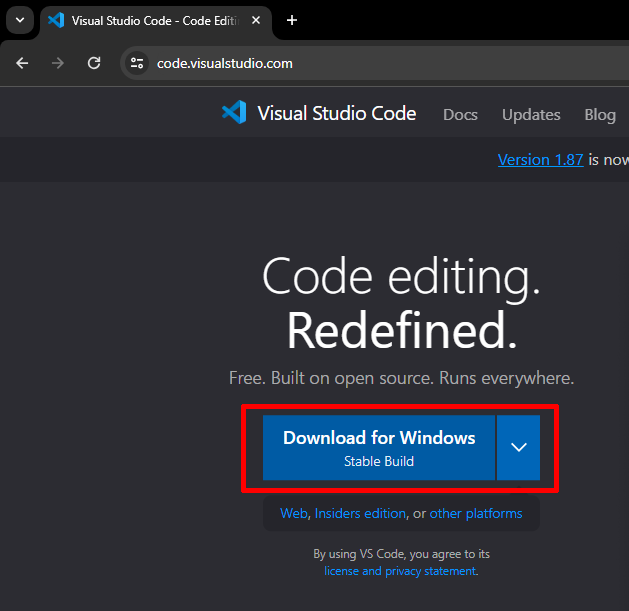 Visual Studio Code - Code Editi
code.visualstudio.com
Visual Studio Code Docs Updates Blog
Version 1.87 is now
Code editing.
Redefined.
Free. Built on open source. Runs everywhere.
Download for Windows
Stable Build
Web, Insiders edition, or other platforms
By using VS Code, you agree to its
license and privacy statement.